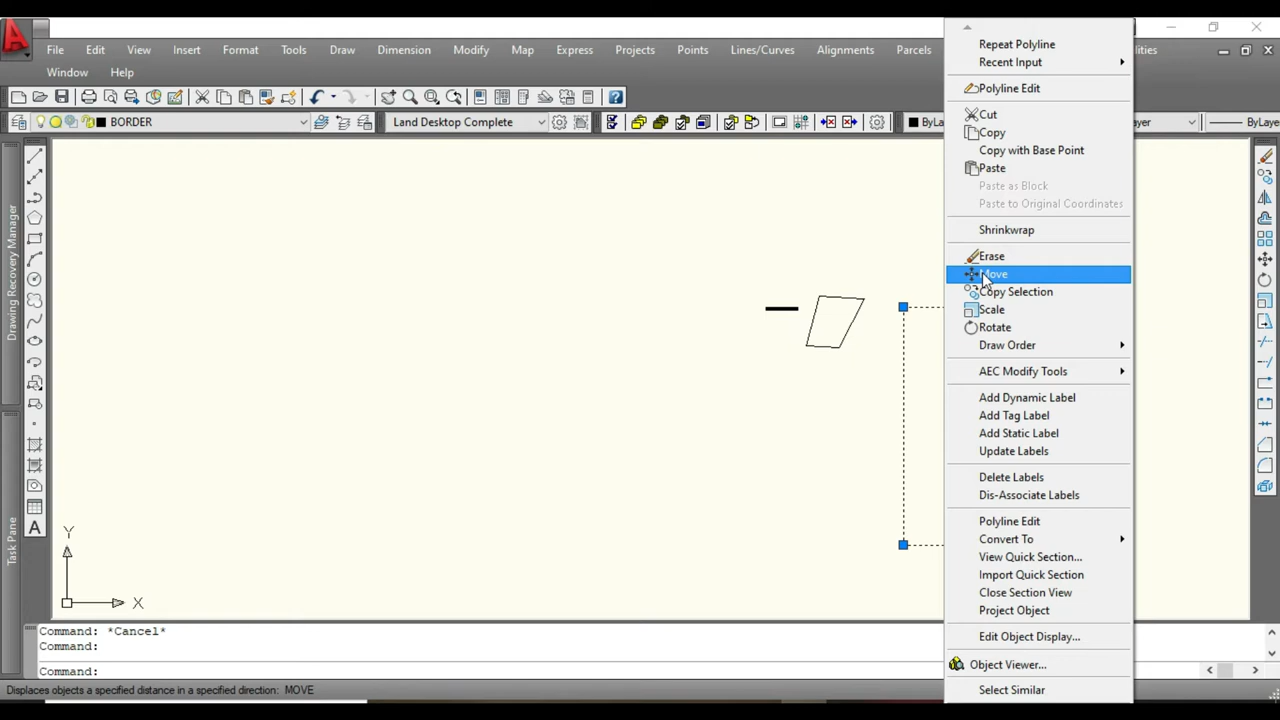 File Edit View Insert Format Tools Draw Dimension Modify Map Express Projects Points Lines/Curves Alignments Parcels
Window Help
BORDER
Land Desktop Complete
ByLa
ayer
ByLaye
Repeat Polyline
Recent Input
Polyline Edit
Cut
Copy
Copy with Base Point
Paste
Paste as Block
Paste to Original Coordinates
Shrinkwrap
Erase
Move
Copy Selection
Scale
Rotate
Draw Order
AEC Modify Tools
Add Dynamic Label
Add Tag Label
Add Static Label
Update Labels
Delete Labels
Dis-Associate Labels
Polyline Edit
Convert To
View Quick Section...
Import Quick Section
Close Section View
Project Object
Edit Object Display...
Object Viewer...
Select Similar
Drawing Recovery Manager
Task Pane
A
Y
X
Command: *Cancel*
Command:
Command:
Displaces objects a specified distance in a specified direction: MOVE